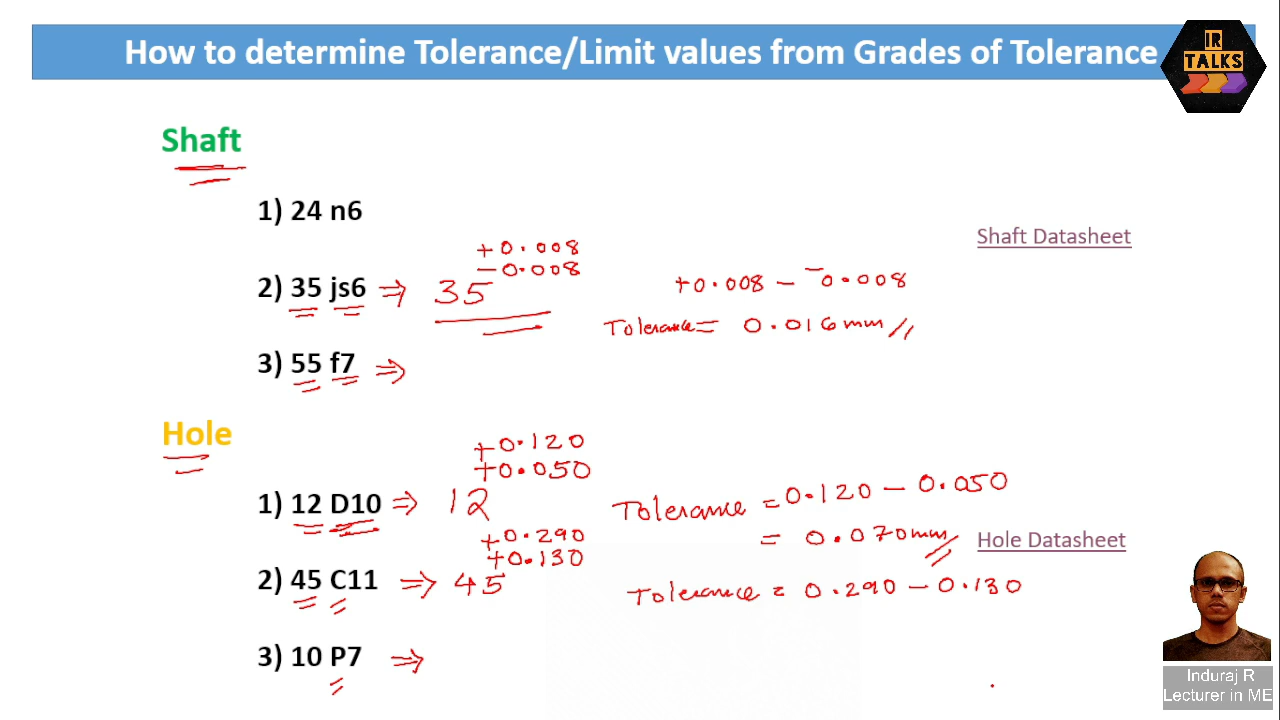 How to determine Tolerance/Limit values from Grades of Tolerance
IR
TALKS
Shaft
1) 24 n6
Shaft Datasheet
+0.008
-0.008
2) 35 js6 ⇒ 35
+0.008 - -0.008
Tolerance = 0.016mm //
3) 55 f7 ⇒
Hole
+0.120
+0.050
1) 12 D10 ⇒ 12
Tolerance = 0.120 - 0.050
= 0.070mm //
Hole Datasheet
+0.290
+0.130
2) 45 C11 ⇒ 45
Tolerance = 0.290 - 0.130
3) 10 P7 ⇒
Induraj R
Lecturer in ME